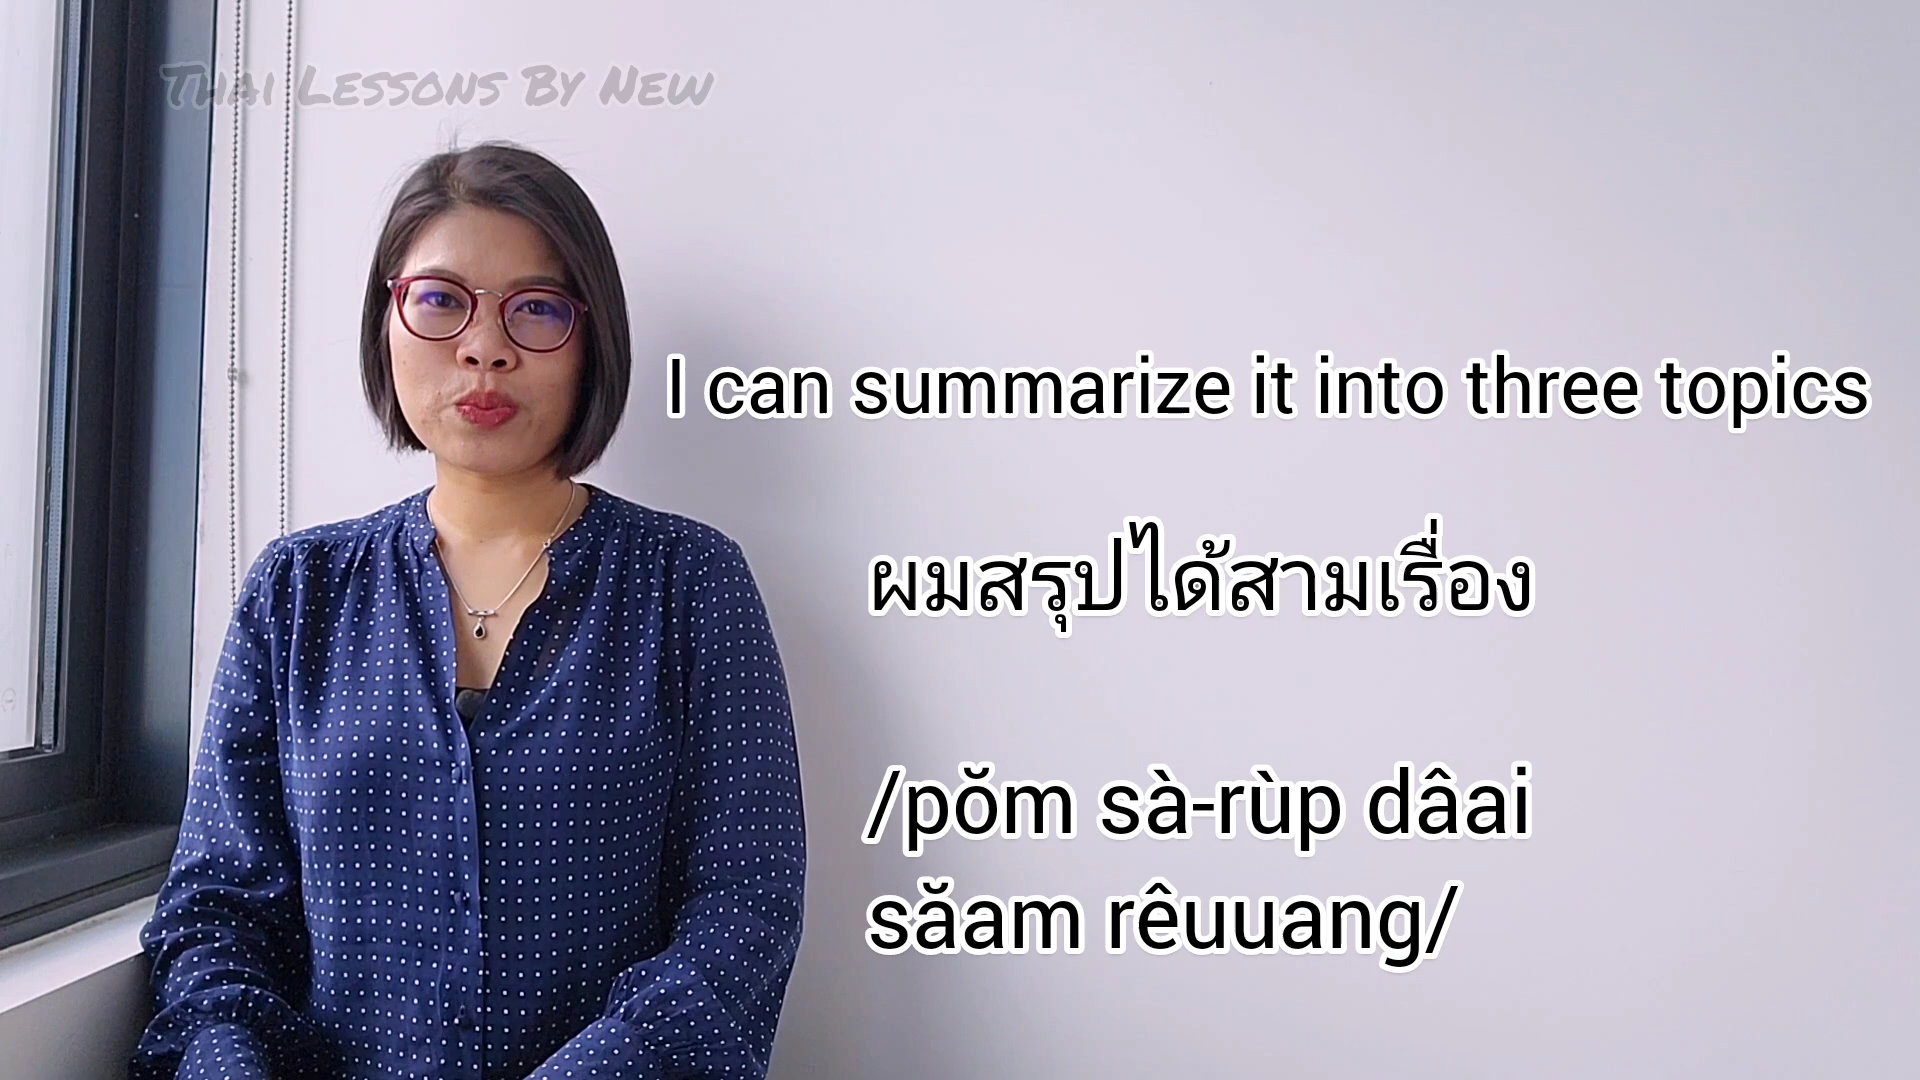 Thai Lessons By New
I can summarize it into three topics
ผมสรุปได้สามเรื่อง
/pŏm sà-rùp dâai
săam rêuuang/